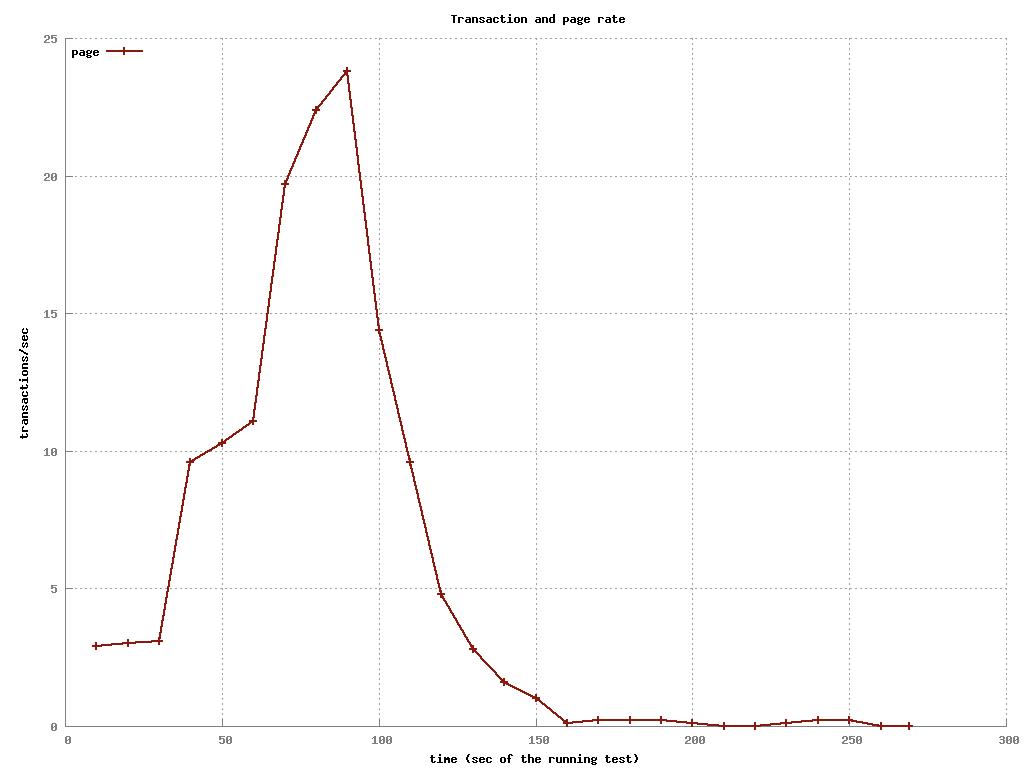 Transaction and page rate
25
page
20
15
transactions/sec
10
5
0
0 50 100 150 200 250 300
time (sec of the running test)